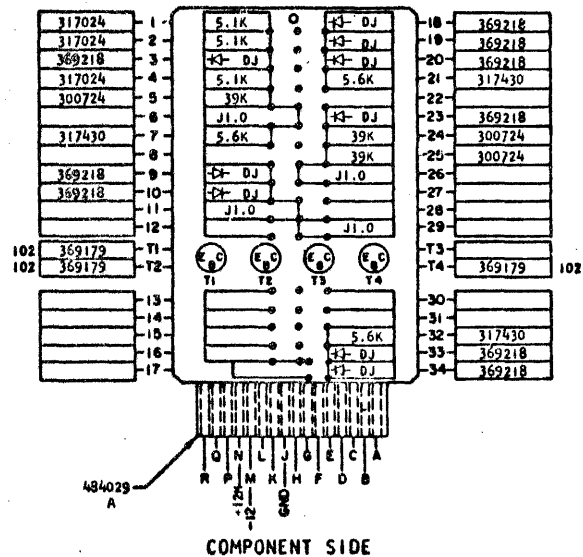 317024 1 5.1K DJ 18 369218
317024 2 5.1K DJ 19 369218
369218 3 DJ DJ 20 369218
317024 4 5.1K 5.6K 21 317430
300724 5 39K 22
6 J1.0 DJ 23 369218
317430 7 5.6K 39K 24 300724
8 39K 25 300724
369218 9 DJ J1.0 26
369218 10 DJ 27
11 J1.0 28
12 J1.0 29
102 369179 T1 E B C E B C E B C E B C T3
102 369179 T2 T1 T2 T3 T4 T4 369179 102
13 30
14 31
15 5.6K 32 317430
16 DJ 33 369218
17 DJ 34 369218
484029
A
Q N L J G E C A
R P M K H F D B
+12M
-12
GND
COMPONENT SIDE